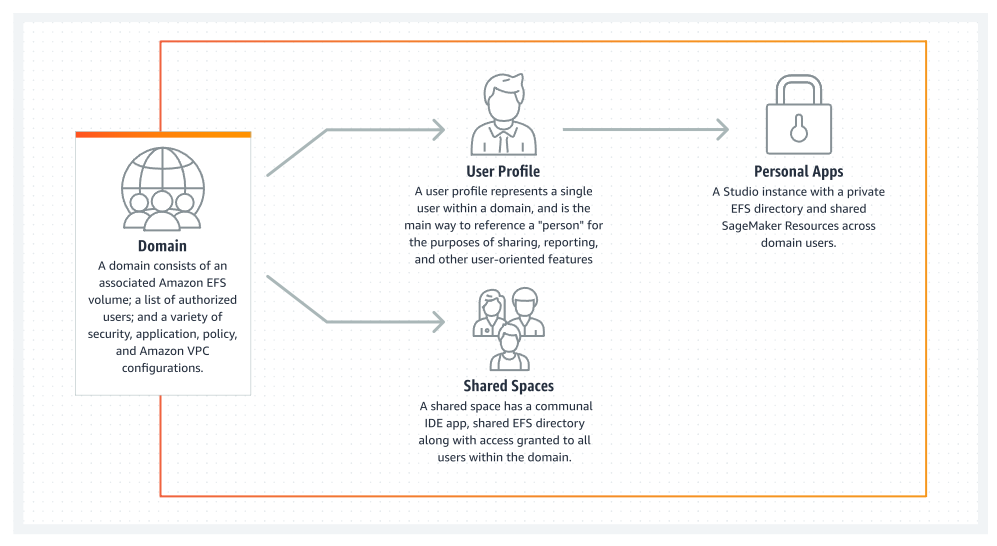 Domain
A domain consists of an
associated Amazon EFS
volume; a list of authorized
users; and a variety of
security, application, policy,
and Amazon VPC
configurations.
User Profile
A user profile represents a single
user within a domain, and is the
main way to reference a "person" for
the purposes of sharing, reporting,
and other user-oriented features
Personal Apps
A Studio instance with a private
EFS directory and shared
SageMaker Resources across
domain users.
Shared Spaces
A shared space has a communal
IDE app, shared EFS directory
along with access granted to all
users within the domain.